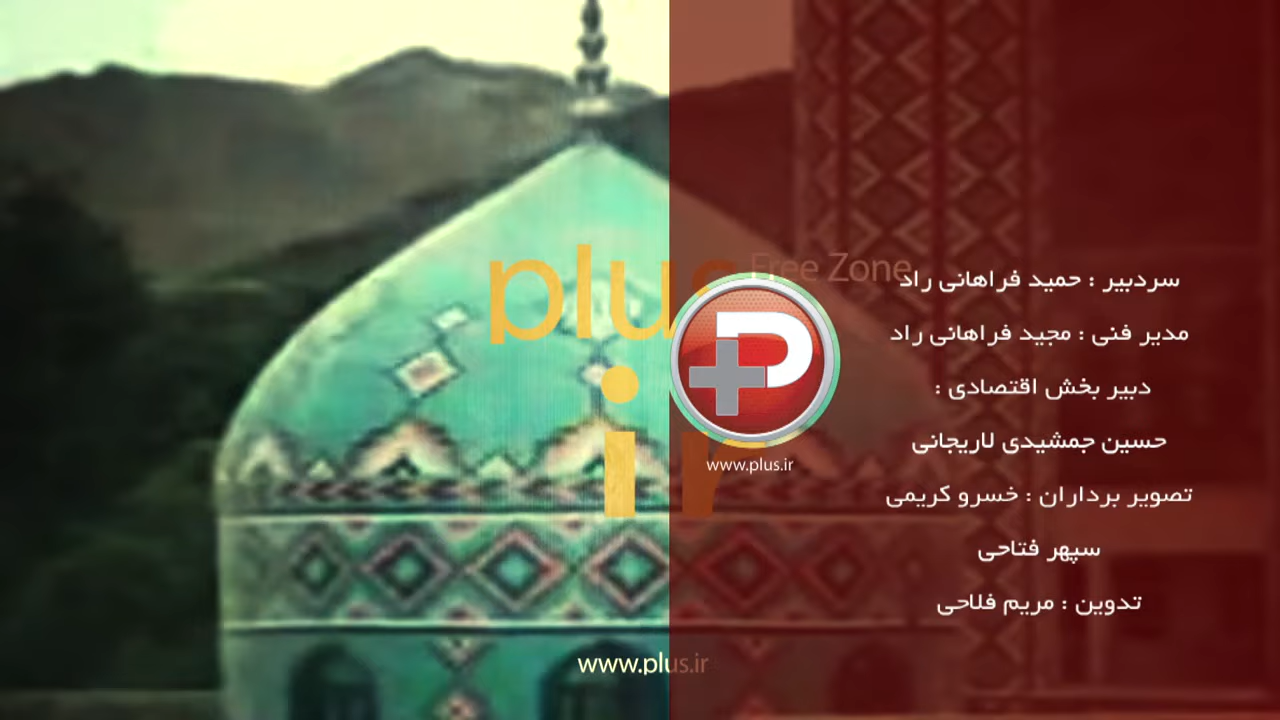 plus
ir
Free Zone
www.plus.ir
www.plus.ir
سردبیر : حمید فراهانی راد
مدیر فنی : مجید فراهانی راد
دبیر بخش اقتصادی :
حسین جمشیدی لاریجانی
تصویر برداران : خسرو کریمی
سپهر فتاحی
تدوین : مریم فلاحی